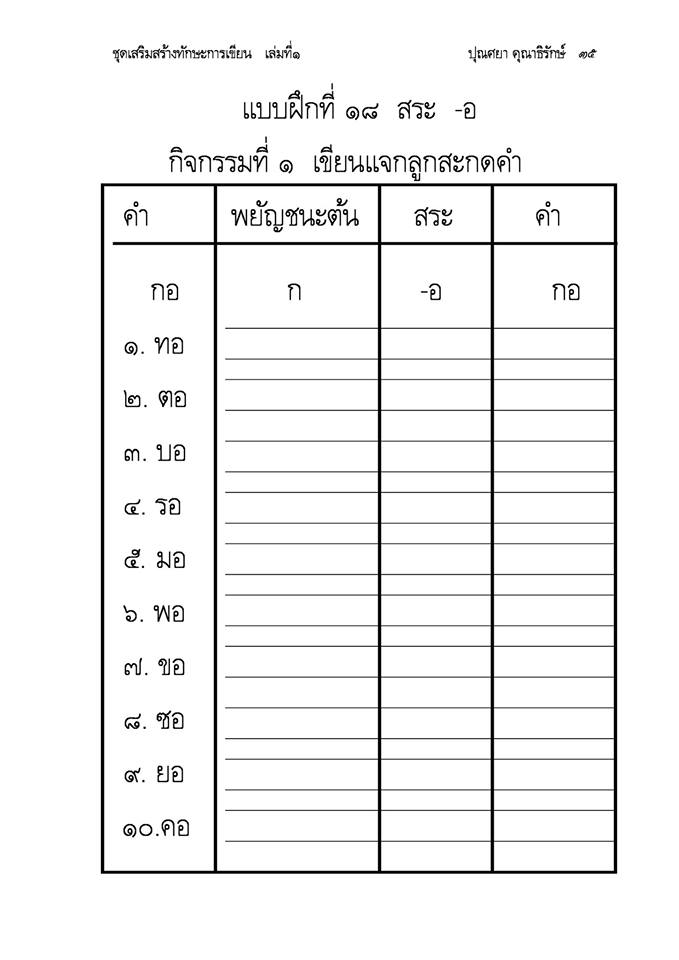 ชุดเสริมสร้างทักษะการเขียน เล่มที่๑ ปุณศยา คุณาธิรักษ์ ๓๕
แบบฝึกที่ ๑๘ สระ -อ
กิจกรรมที่ ๑ เขียนแจกลูกสะกดคำ
คำ พยัญชนะต้น สระ คำ
กอ ก -อ กอ
๑. ทอ
๒. ตอ
๓. บอ
๔. รอ
๕. มอ
๖. พอ
๗. ขอ
๘. ซอ
๙. ยอ
๑๐.คอ